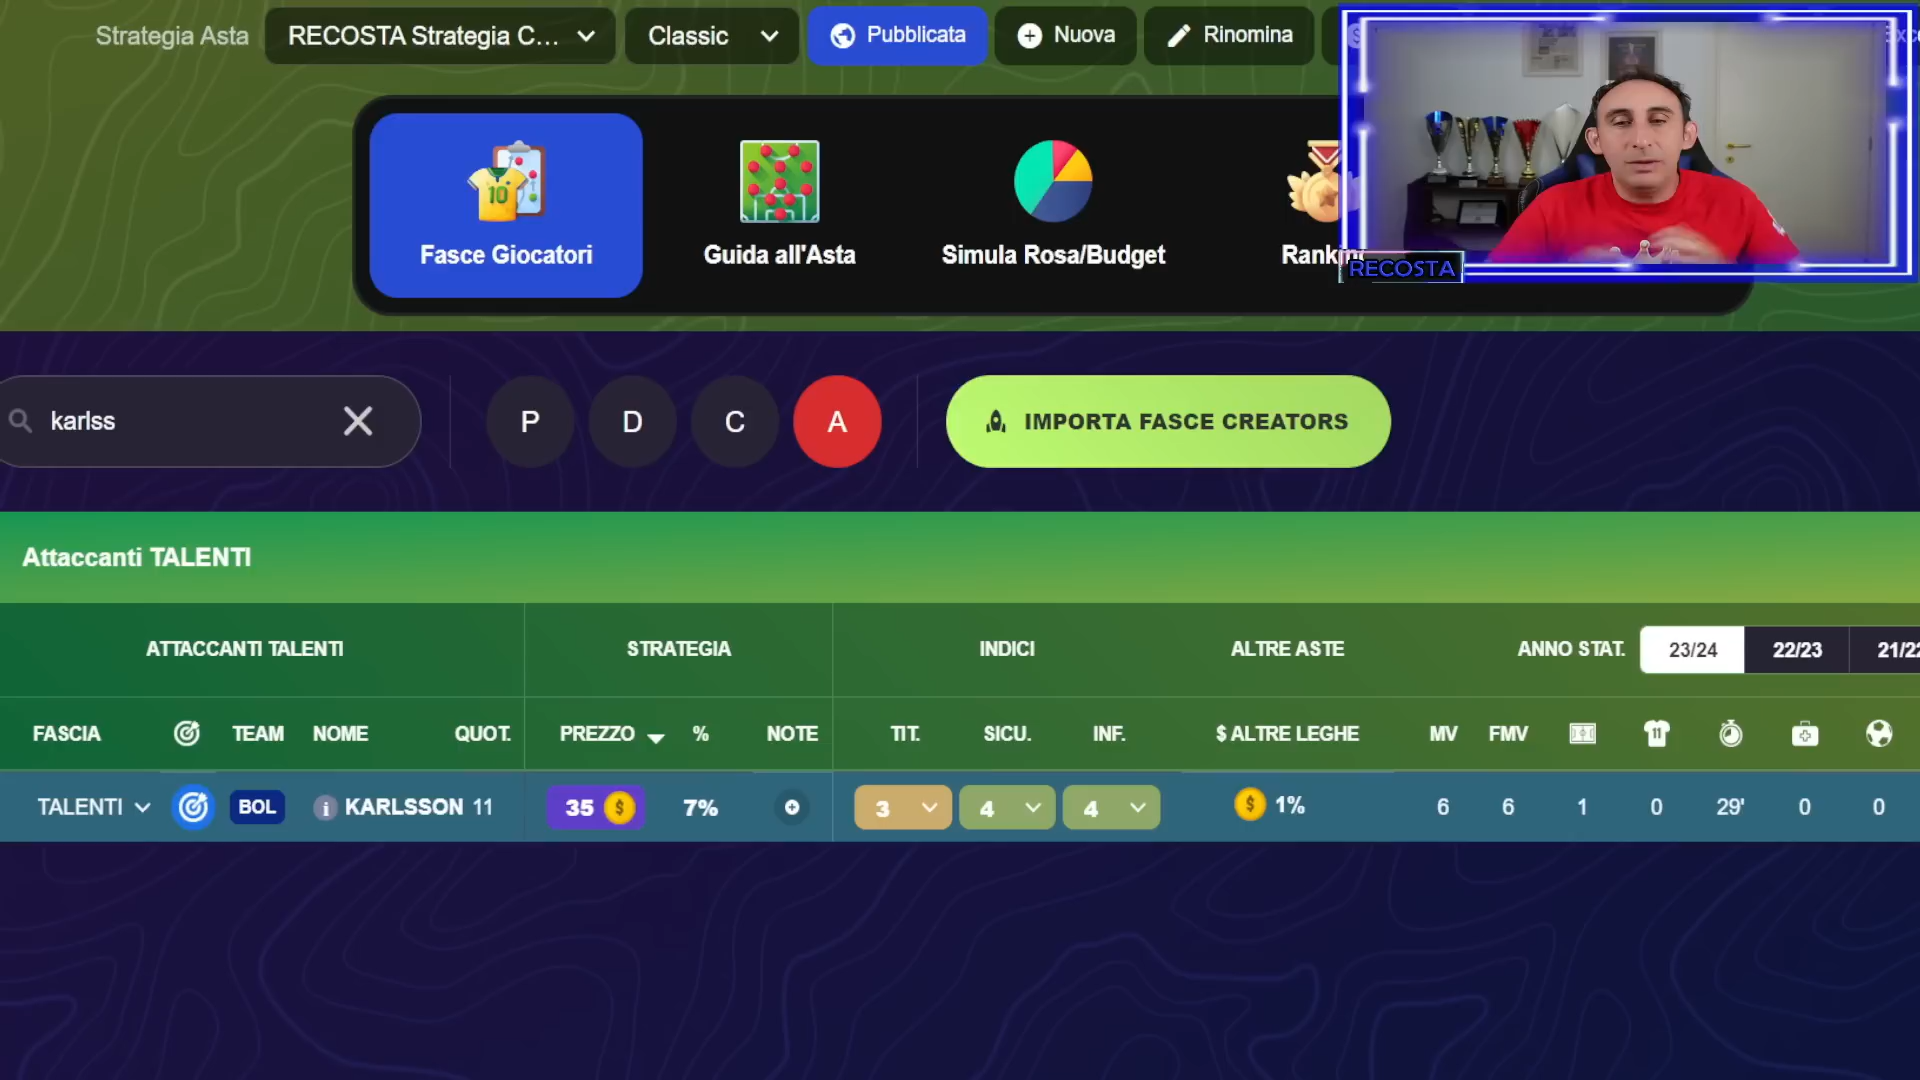 Strategia Asta
RECOSTA Strategia C...
Classic
Pubblicata
Nuova
Rinomina
10
Fasce Giocatori
Guida all'Asta
Simula Rosa/Budget
RECOSTA
karlss
P
D
C
A
IMPORTA FASCE CREATORS
Attaccanti TALENTI
ATTACCANTI TALENTI
STRATEGIA
INDICI
ALTRE ASTE
ANNO STAT.
23/24
22/23
FASCIA
TEAM
NOME
QUOT.
PREZZO
%
NOTE
TIT.
SICU.
INF.
$ ALTRE LEGHE
MV
FMV
11
TALENTI
BOL
i
KARLSSON
11
35
$
7%
3
4
4
$
1%
6
6
1
0
29'
0
0